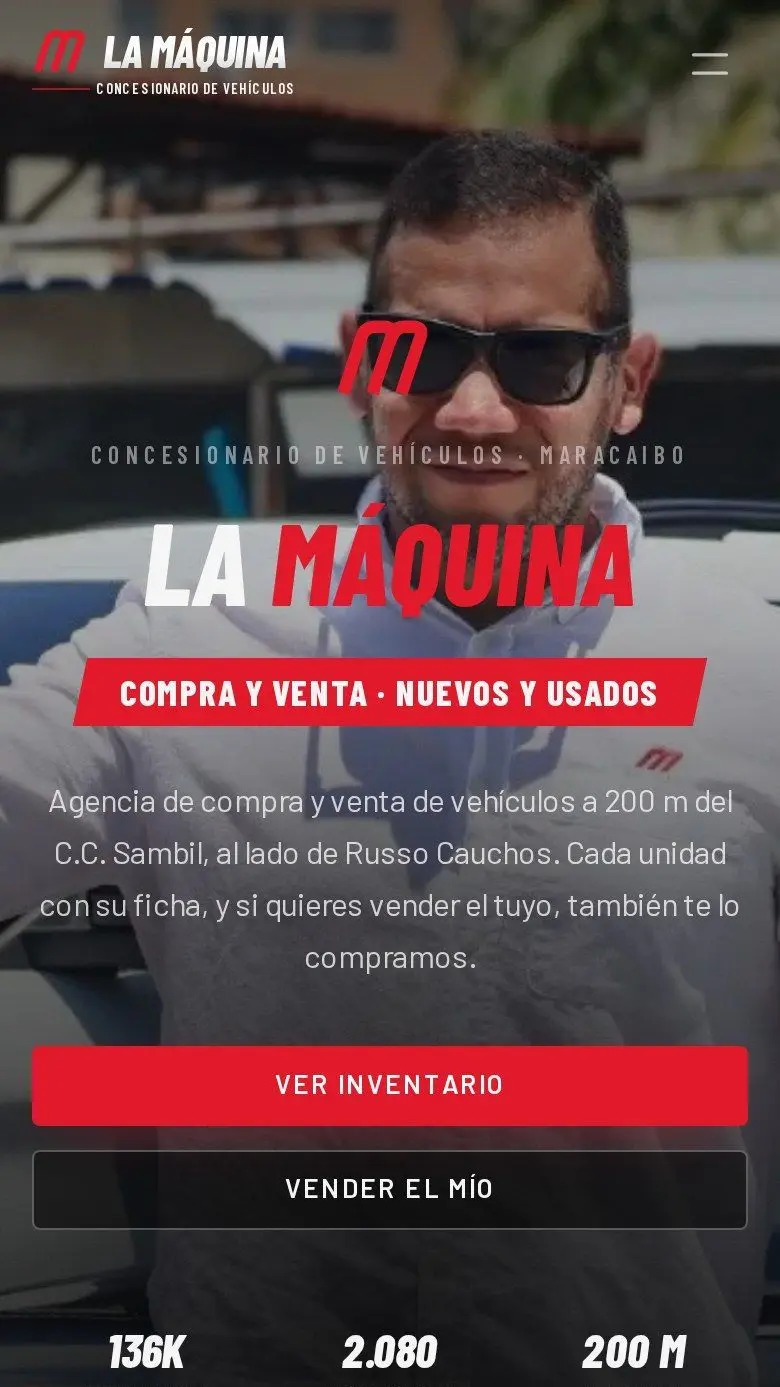 LA MÁQUINA
CONCESIONARIO DE VEHÍCULOS
CONCESIONARIO DE VEHÍCULOS · MARACAIBO
LA MÁQUINA
COMPRA Y VENTA · NUEVOS Y USADOS
Agencia de compra y venta de vehículos a 200 m del
C.C. Sambil, al lado de Russo Cauchos. Cada unidad
con su ficha, y si quieres vender el tuyo, también te lo
compramos.
VER INVENTARIO
VENDER EL MÍO
136K 2.080 200 M